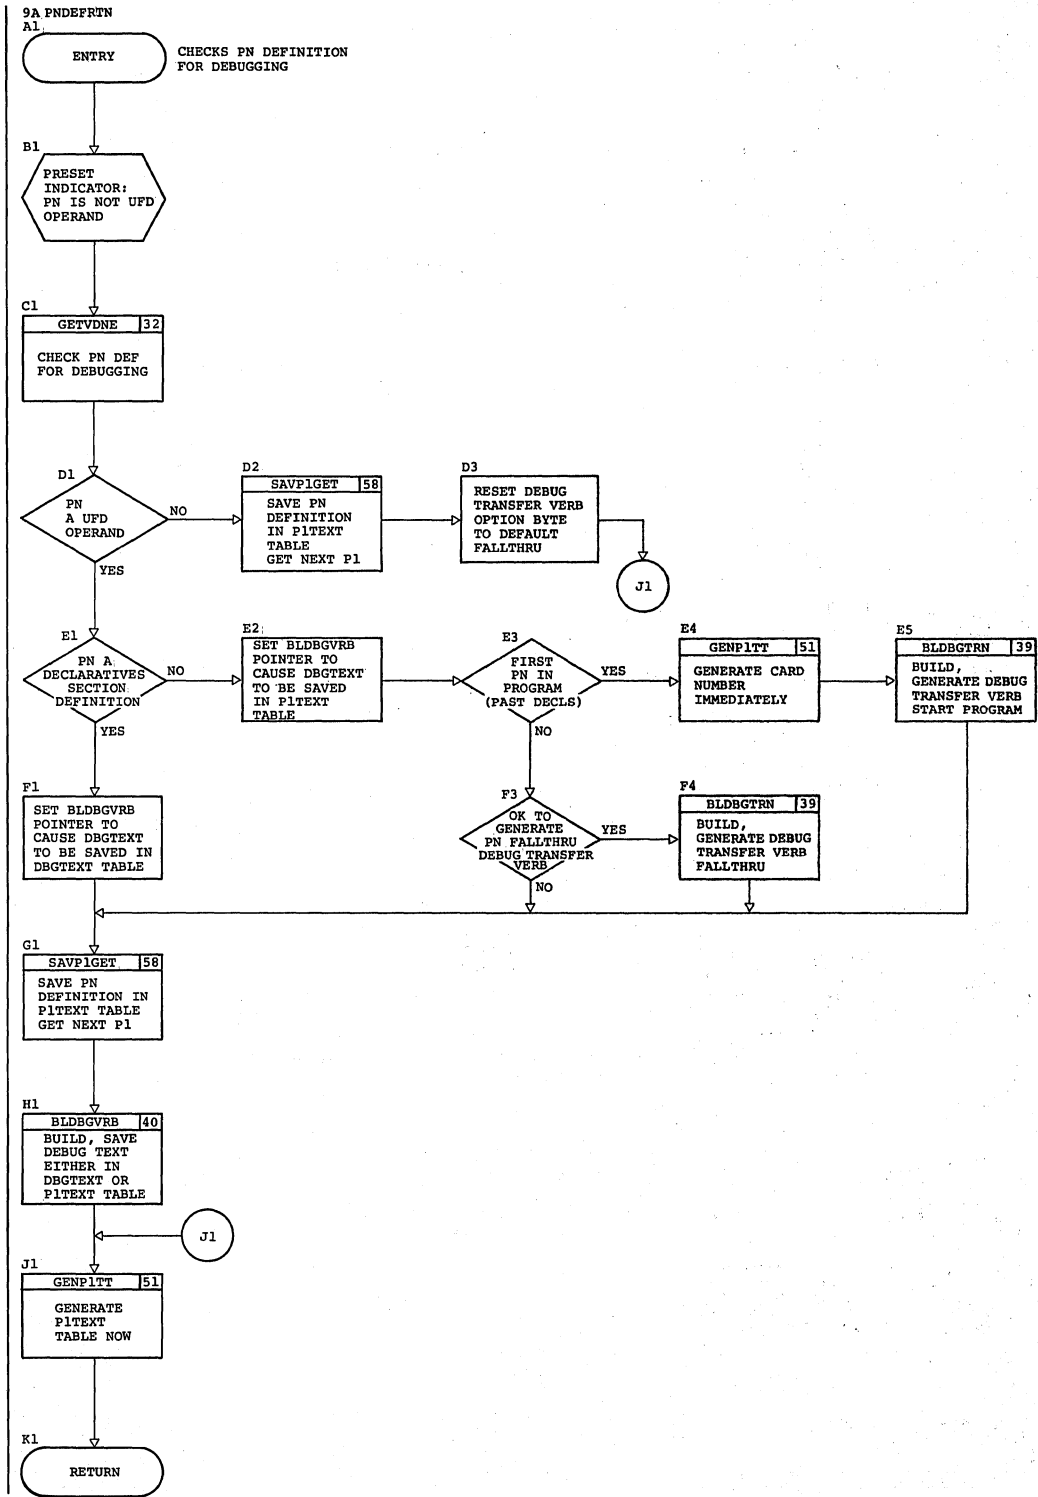 9A PNDEFRTN
A1
ENTRY
CHECKS PN DEFINITION
FOR DEBUGGING
B1
PRESET
INDICATOR:
PN IS NOT UFD
OPERAND
C1
GETVDNE 32
CHECK PN DEF
FOR DEBUGGING
D1
PN
A UFD
OPERAND
NO
YES
D2
SAVP1GET 58
SAVE PN
DEFINITION
IN P1TEXT
TABLE
GET NEXT P1
D3
RESET DEBUG
TRANSFER VERB
OPTION BYTE
TO DEFAULT
FALLTHRU
J1
E1
PN A
DECLARATIVES
SECTION
DEFINITION
NO
YES
E2
SET BLDBGVRB
POINTER TO
CAUSE DBGTEXT
TO BE SAVED
IN P1TEXT
TABLE
E3
FIRST
PN IN
PROGRAM
(PAST DECLS)
YES
NO
E4
GENP1TT 51
GENERATE CARD
NUMBER
IMMEDIATELY
E5
BLDBGTRN 39
BUILD,
GENERATE DEBUG
TRANSFER VERB
START PROGRAM
F1
SET BLDBGVRB
POINTER TO
CAUSE DBGTEXT
TO BE SAVED IN
DBGTEXT TABLE
F3
OK TO
GENERATE
PN FALLTHRU
DEBUG TRANSFER
VERB
YES
NO
F4
BLDBGTRN 39
BUILD,
GENERATE DEBUG
TRANSFER VERB
FALLTHRU
G1
SAVP1GET 58
SAVE PN
DEFINITION IN
P1TEXT TABLE
GET NEXT P1
H1
BLDBGVRB 40
BUILD, SAVE
DEBUG TEXT
EITHER IN
DBGTEXT OR
P1TEXT TABLE
J1
J1
GENP1TT 51
GENERATE
P1TEXT
TABLE NOW
K1
RETURN